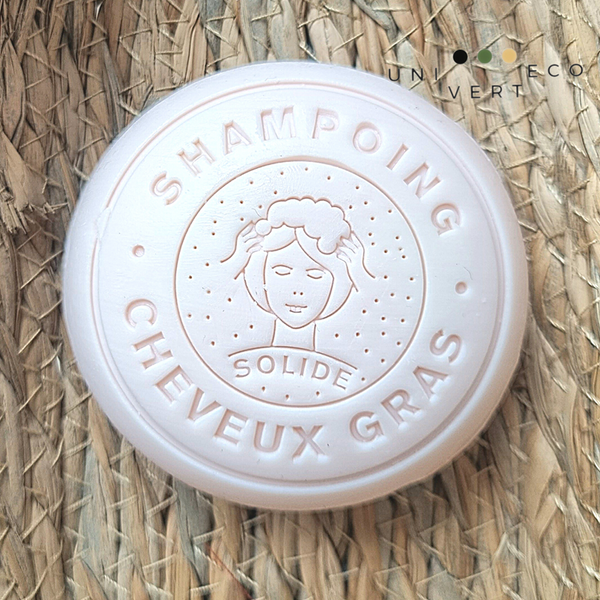 UNI ECO
VERT
SHAMPOING
SOLIDE
CHEVEUX GRAS